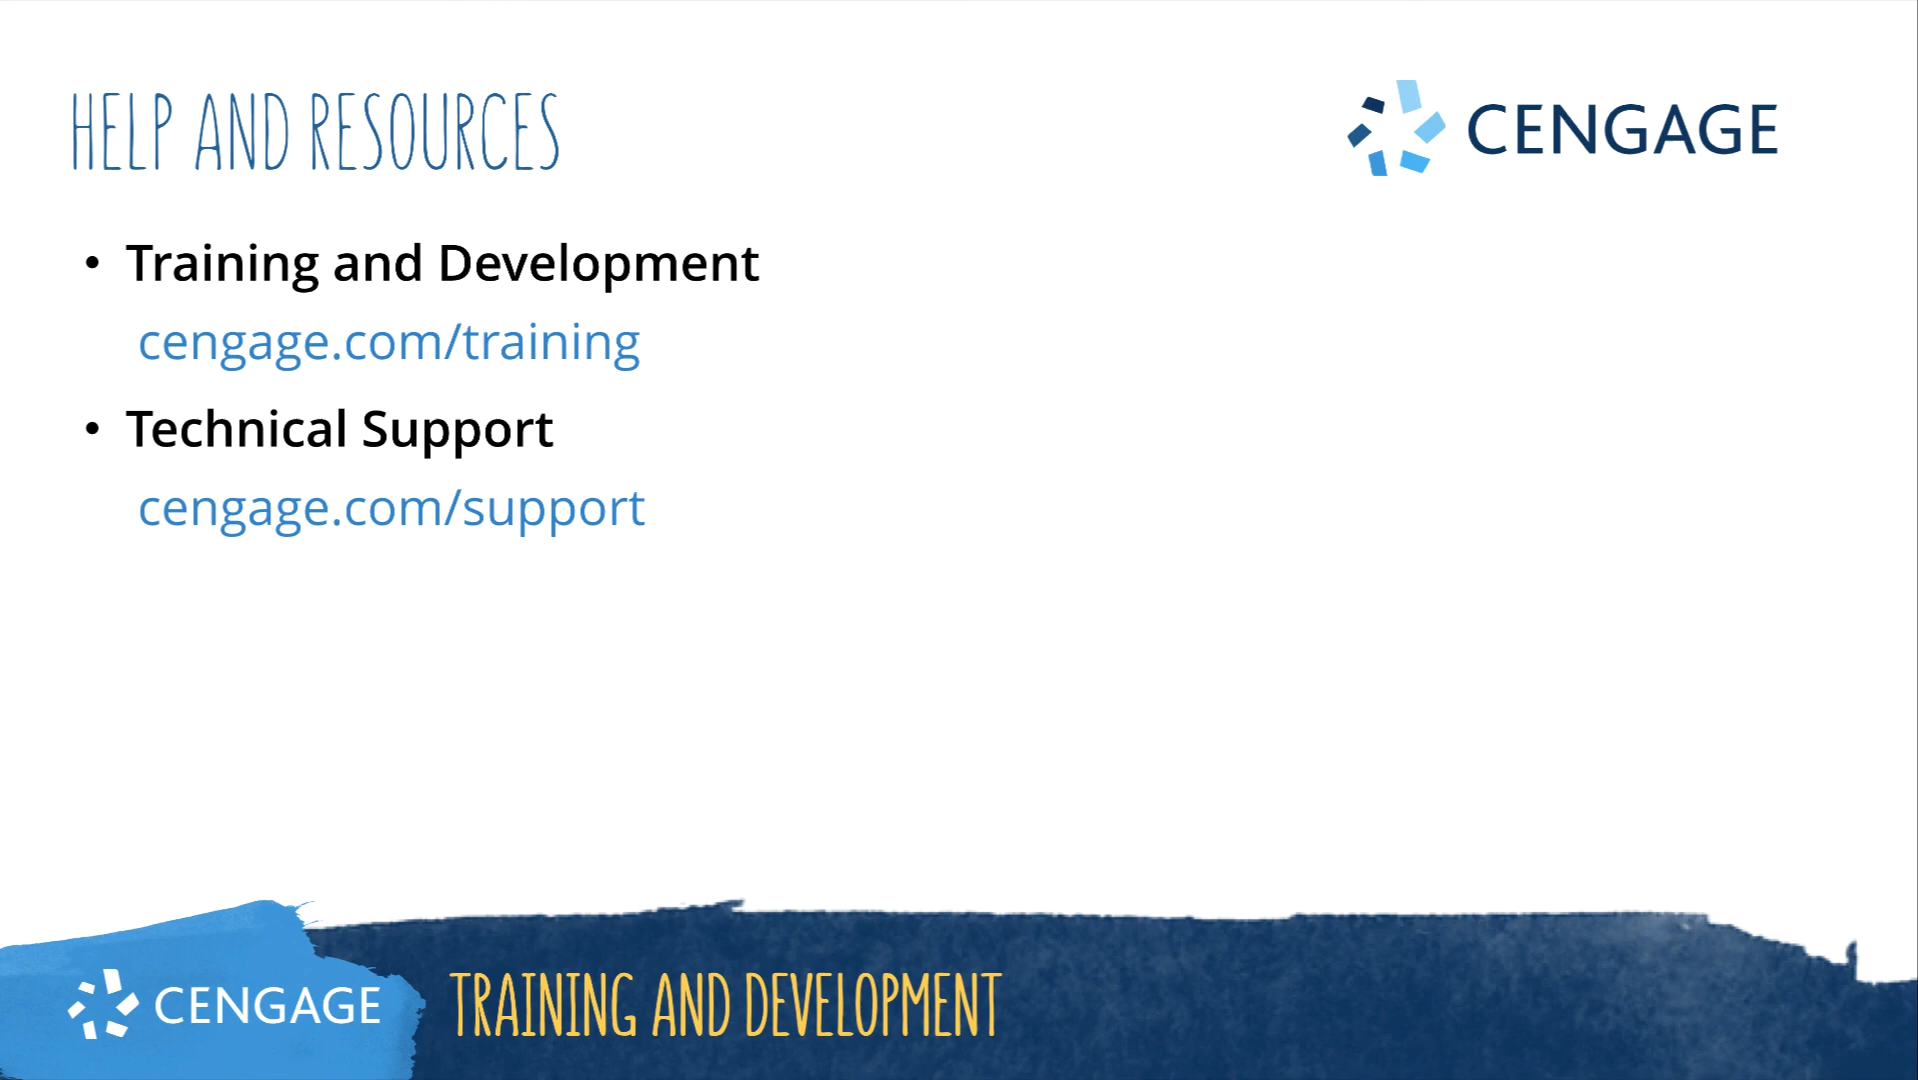 HELP AND RESOURCES
CENGAGE
• Training and Development
cengage.com/training
• Technical Support
cengage.com/support
CENGAGE
TRAINING AND DEVELOPMENT